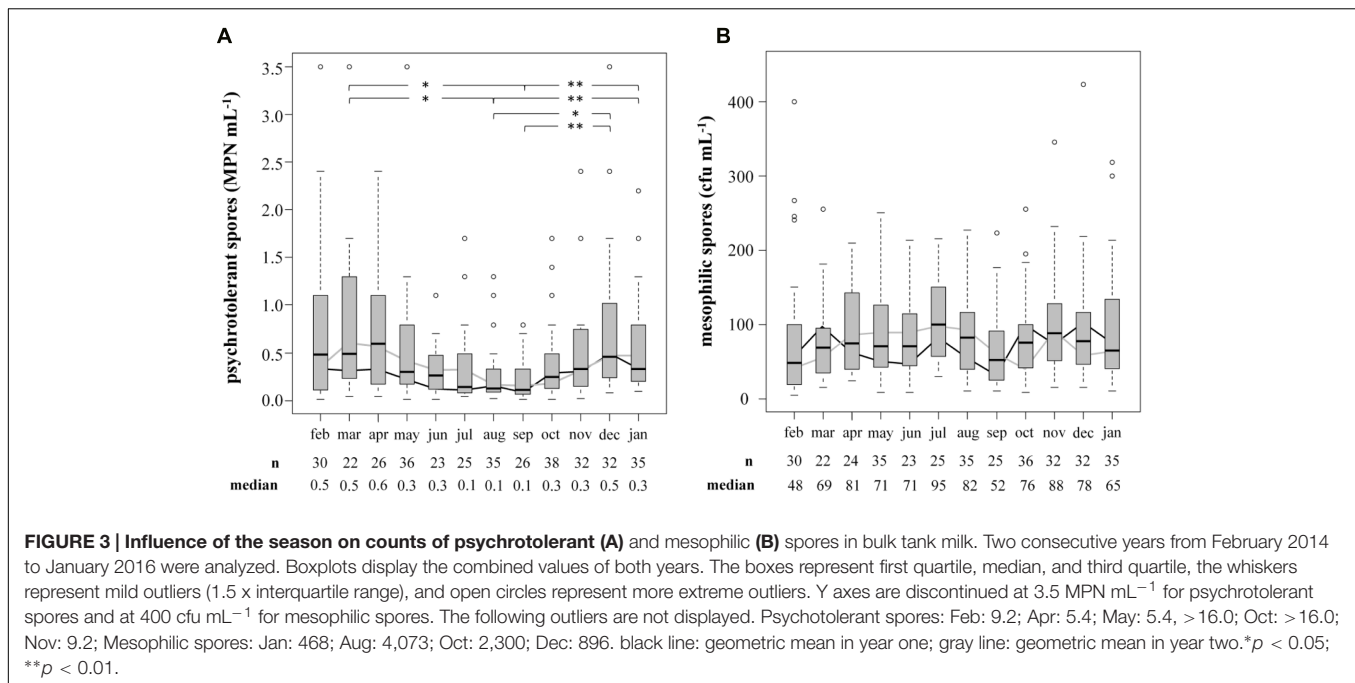 A
psychrotolerant spores (MPN mL⁻¹)
3.5
3.0
2.5
2.0
1.5
1.0
0.5
0.0
* **
* **
*
**
feb mar apr may jun jul aug sep oct nov dec jan
n 30 22 26 36 23 25 35 26 38 32 32 35
median 0.5 0.5 0.6 0.3 0.3 0.1 0.1 0.1 0.3 0.3 0.5 0.3
B
mesophilic spores (cfu mL⁻¹)
400
300
200
100
0
feb mar apr may jun jul aug sep oct nov dec jan
n 30 22 24 35 23 25 35 25 36 32 32 35
median 48 69 81 71 71 95 82 52 76 88 78 65
FIGURE 3 | Influence of the season on counts of psychrotolerant (A) and mesophilic (B) spores in bulk tank milk. Two consecutive years from February 2014
to January 2016 were analyzed. Boxplots display the combined values of both years. The boxes represent first quartile, median, and third quartile, the whiskers
represent mild outliers (1.5 x interquartile range), and open circles represent more extreme outliers. Y axes are discontinued at 3.5 MPN mL⁻¹ for psychrotolerant
spores and at 400 cfu mL⁻¹ for mesophilic spores. The following outliers are not displayed. Psychotolerant spores: Feb: 9.2; Apr: 5.4; May: 5.4, >16.0; Oct: >16.0;
Nov: 9.2; Mesophilic spores: Jan: 468; Aug: 4,073; Oct: 2,300; Dec: 896. black line: geometric mean in year one; gray line: geometric mean in year two.*p < 0.05;
**p < 0.01.